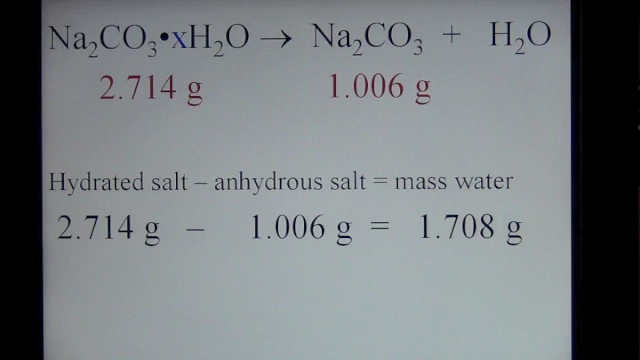 Na₂CO₃•xH₂O → Na₂CO₃ + H₂O
2.714 g 1.006 g
Hydrated salt – anhydrous salt = mass water
2.714 g – 1.006 g = 1.708 g